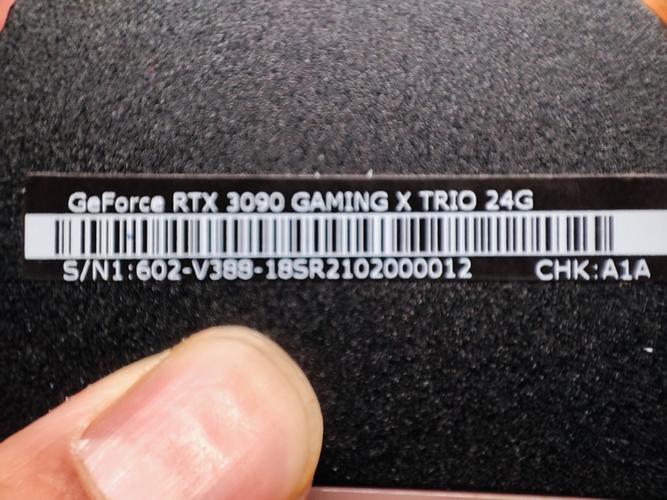 GeForce RTX 3090 GAMING X TRIO 24G
S/N1:602-V388-18SR2102000012 CHK:A1A